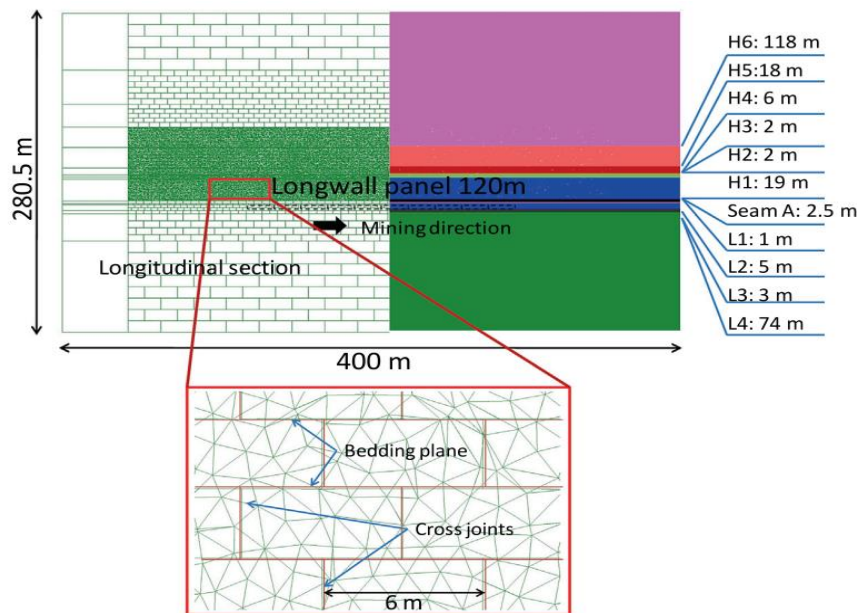 280.5 m
H6: 118 m
H5:18 m
H4: 6 m
H3: 2 m
H2: 2 m
H1: 19 m
Seam A: 2.5 m
L1: 1 m
L2: 5 m
L3: 3 m
L4: 74 m
Longwall panel 120m
Mining direction
Longitudinal section
400 m
Bedding plane
Cross joints
6 m